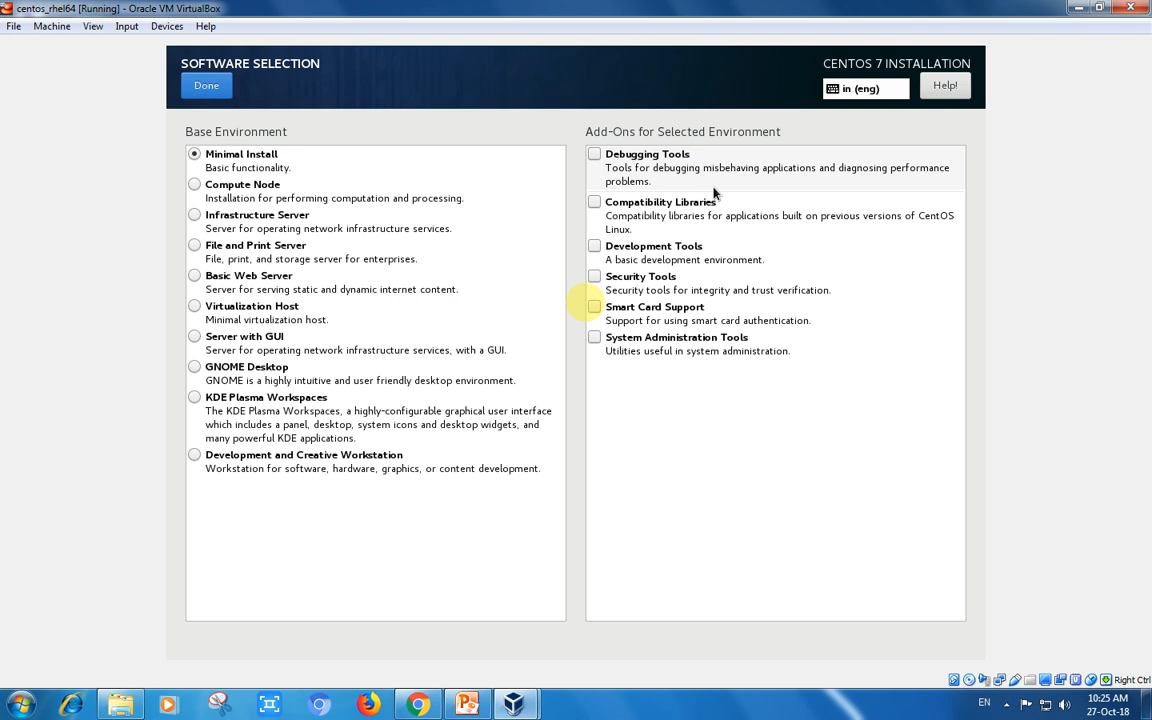 centos_rhel64 [Running] - Oracle VM VirtualBox
File Machine View Input Devices Help
SOFTWARE SELECTION
Done
CENTOS 7 INSTALLATION
in (eng)
Help!
Base Environment
Minimal Install
Basic functionality.
Compute Node
Installation for performing computation and processing.
Infrastructure Server
Server for operating network infrastructure services.
File and Print Server
File, print, and storage server for enterprises.
Basic Web Server
Server for serving static and dynamic internet content.
Virtualization Host
Minimal virtualization host.
Server with GUI
Server for operating network infrastructure services, with a GUI.
GNOME Desktop
GNOME is a highly intuitive and user friendly desktop environment.
KDE Plasma Workspaces
The KDE Plasma Workspaces, a highly-configurable graphical user interface
which includes a panel, desktop, system icons and desktop widgets, and
many powerful KDE applications.
Development and Creative Workstation
Workstation for software, hardware, graphics, or content development.
Add-Ons for Selected Environment
Debugging Tools
Tools for debugging misbehaving applications and diagnosing performance
problems.
Compatibility Libraries
Compatibility libraries for applications built on previous versions of CentOS
Linux.
Development Tools
A basic development environment.
Security Tools
Security tools for integrity and trust verification.
Smart Card Support
Support for using smart card authentication.
System Administration Tools
Utilities useful in system administration.
Right Ctrl
EN
10:25 AM
27-Oct-18